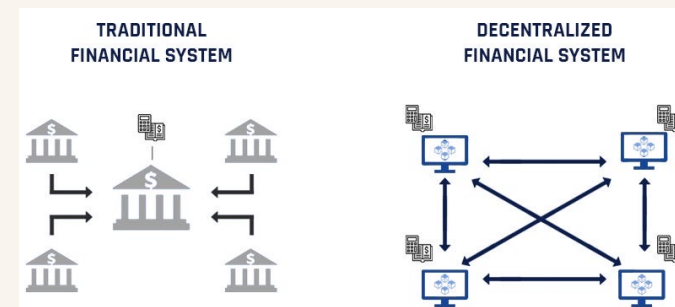 TRADITIONAL
FINANCIAL SYSTEM
DECENTRALIZED
FINANCIAL SYSTEM
$
$
$
$
$